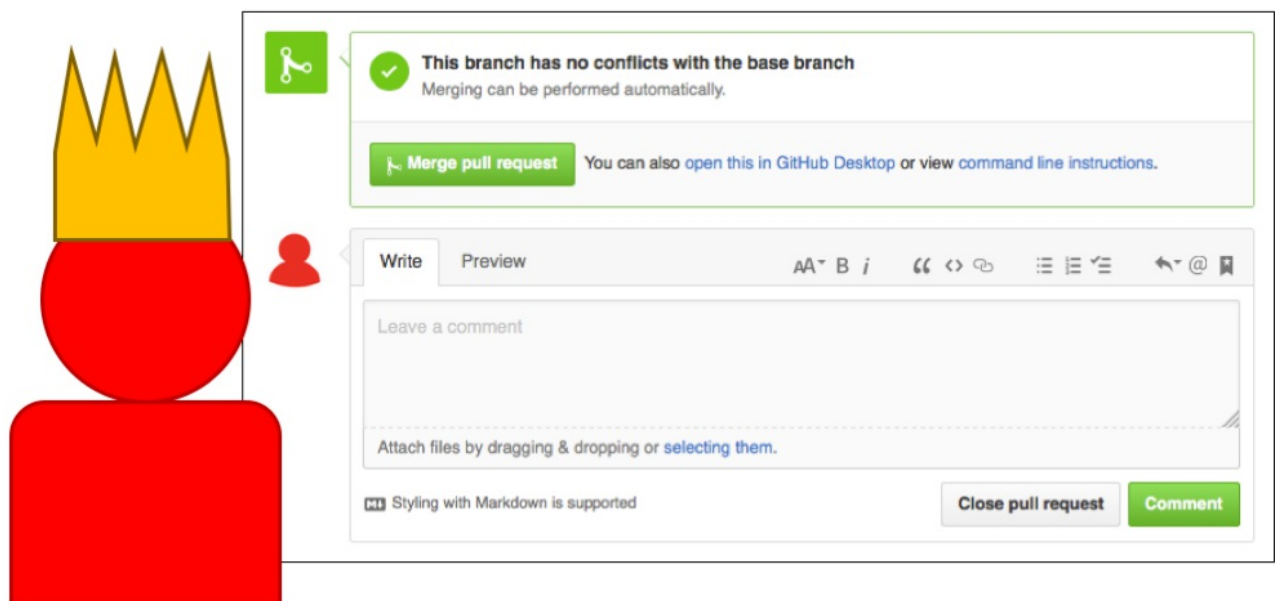 This branch has no conflicts with the base branch
Merging can be performed automatically.
Merge pull request You can also open this in GitHub Desktop or view command line instructions.
Write Preview AA B i “ <> @
Leave a comment
Attach files by dragging & dropping or selecting them.
Styling with Markdown is supported Close pull request Comment